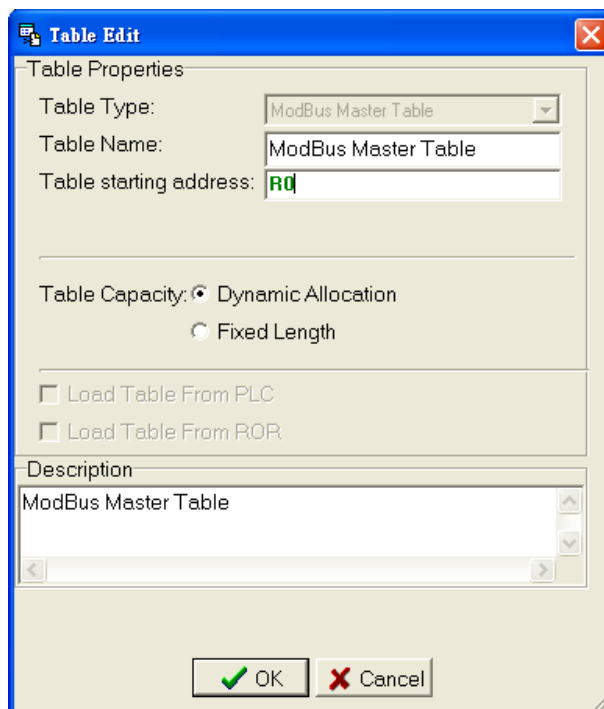 Table Edit
Table Properties
Table Type: ModBus Master Table
Table Name: ModBus Master Table
Table starting address: R0
Table Capacity: Dynamic Allocation
Fixed Length
Load Table From PLC
Load Table From ROR
Description
ModBus Master Table
OK Cancel